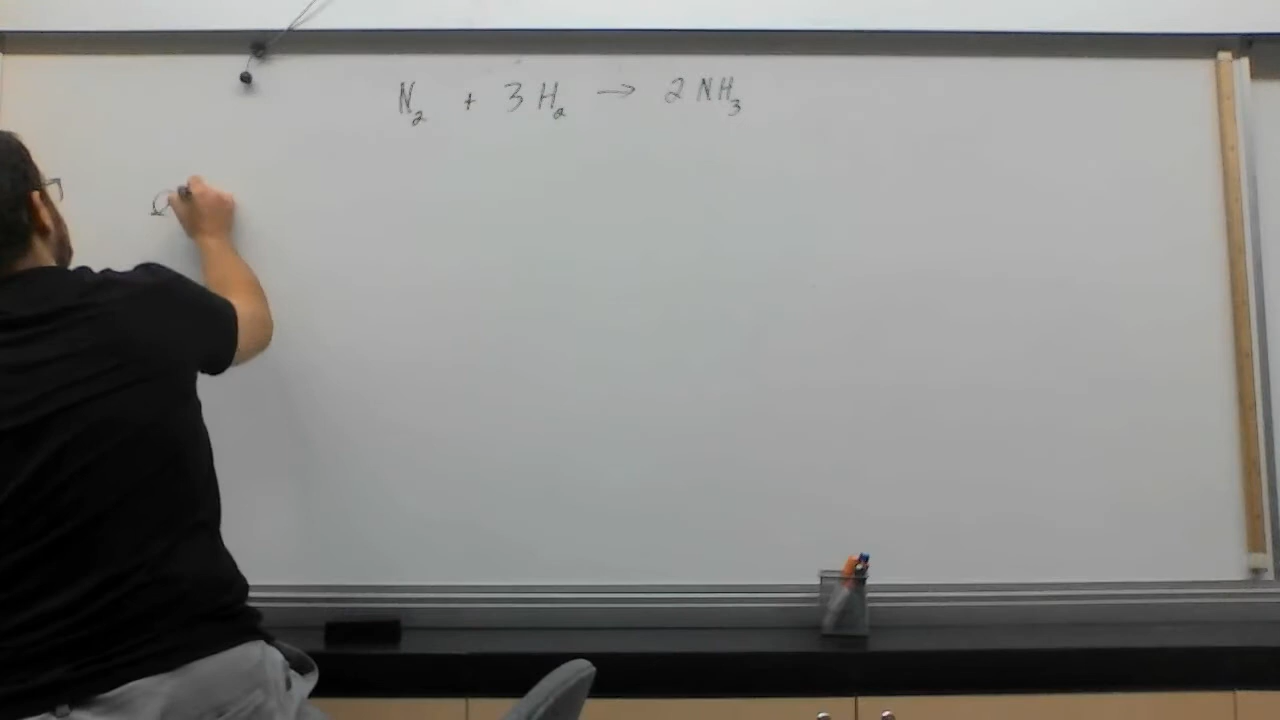 N₂ + 3 H₂ → 2 NH₃